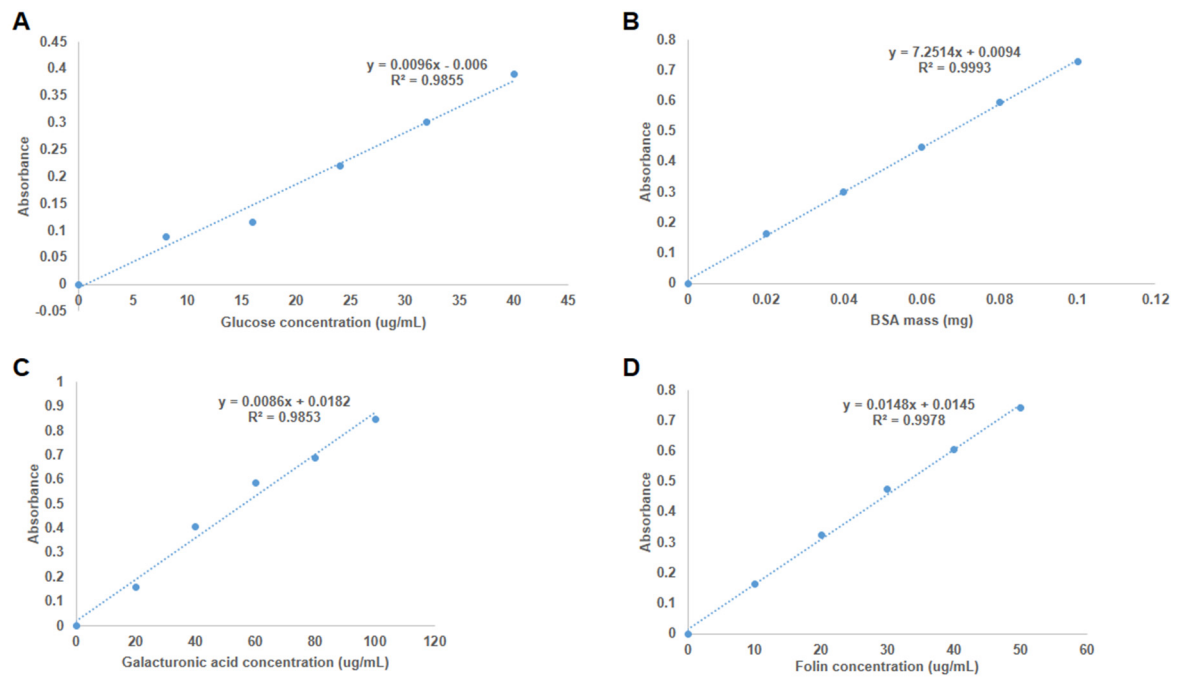 A
0.45
0.4
0.35
0.3
0.25
0.2
0.15
0.1
0.05
0
-0.05
Absorbance
y = 0.0096x - 0.006
R² = 0.9855
0 5 10 15 20 25 30 35 40 45
Glucose concentration (ug/mL)
B
0.8
0.7
0.6
0.5
0.4
0.3
0.2
0.1
0
Absorbance
y = 7.2514x + 0.0094
R² = 0.9993
0 0.02 0.04 0.06 0.08 0.1 0.12
BSA mass (mg)
C
1
0.9
0.8
0.7
0.6
0.5
0.4
0.3
0.2
0.1
0
Absorbance
y = 0.0086x + 0.0182
R² = 0.9853
0 20 40 60 80 100 120
Galacturonic acid concentration (ug/mL)
D
0.8
0.7
0.6
0.5
0.4
0.3
0.2
0.1
0
Absorbance
y = 0.0148x + 0.0145
R² = 0.9978
0 10 20 30 40 50 60
Folin concentration (ug/mL)